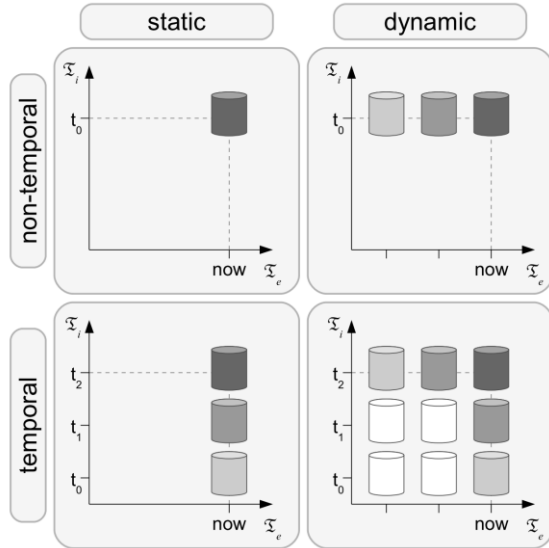 static dynamic
non-temporal
𝔗i
t0
now
𝔗e
𝔗i
t0
now
𝔗e
temporal
𝔗i
t2
t1
t0
now
𝔗e
𝔗i
t2
t1
t0
now
𝔗e